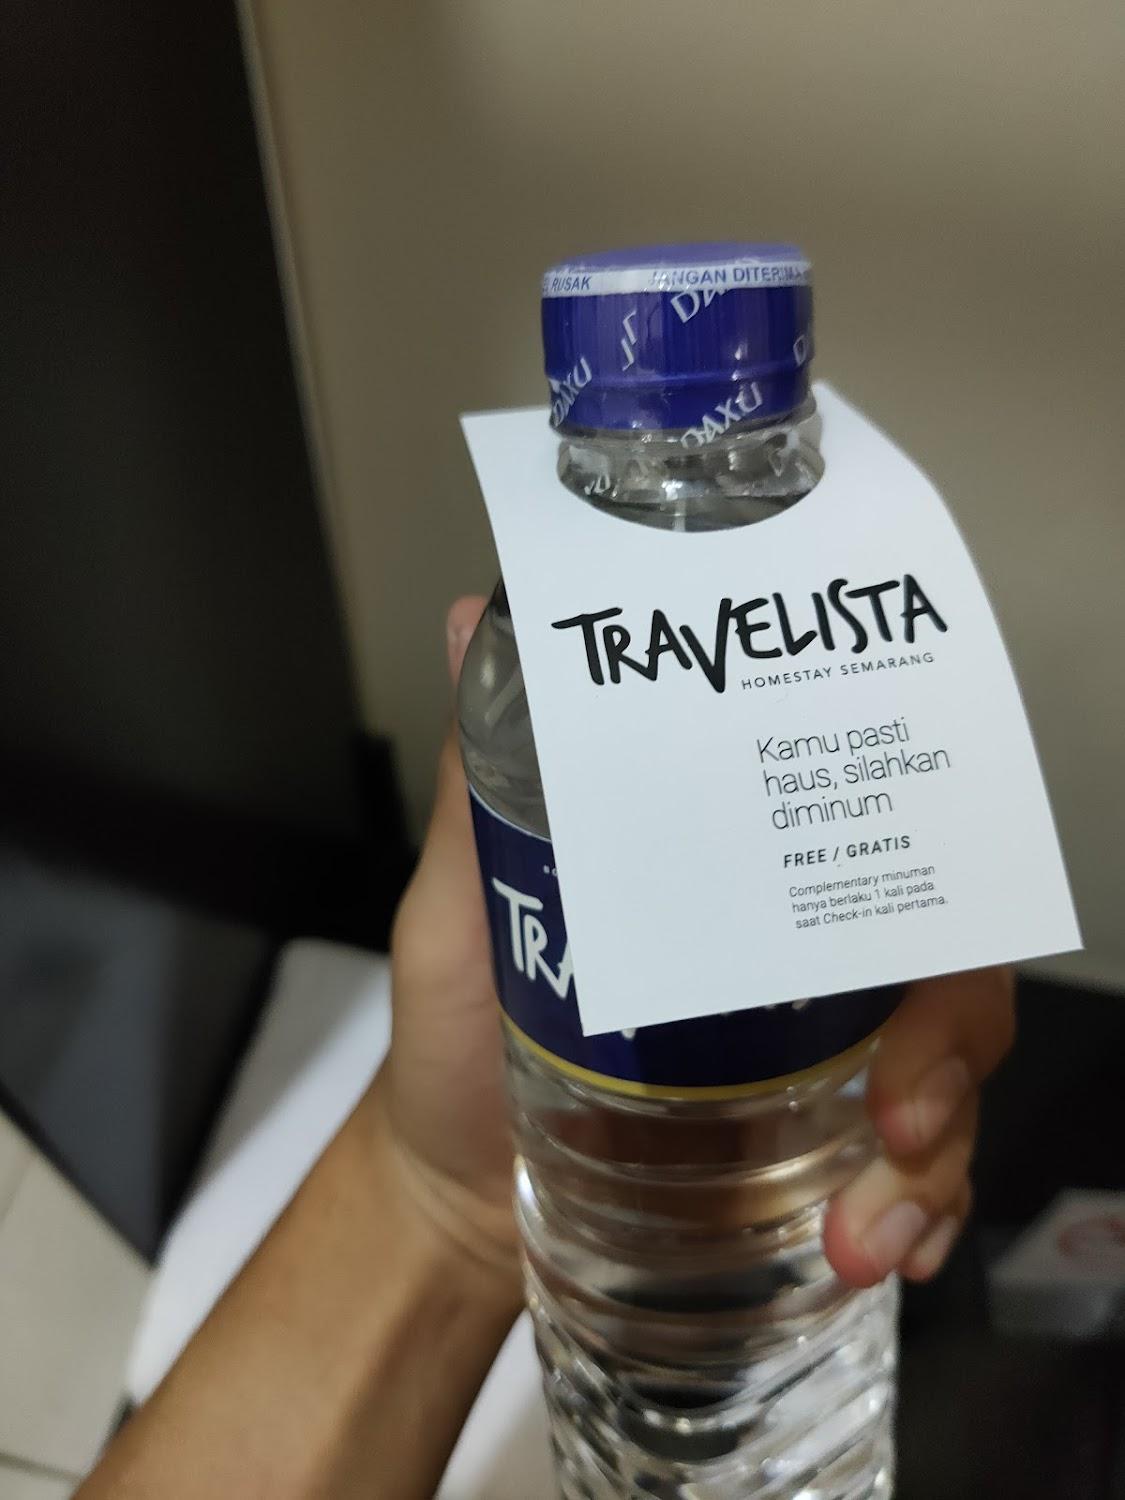 RUSAK JANGAN DITERIMA
DAXU
DAXU
TRAVELISTA
HOMESTAY SEMARANG
Kamu pasti
haus, silahkan
diminum
FREE / GRATIS
Complementary minuman
hanya berlaku 1 kali pada
saat Check-in kali pertama.
TRA